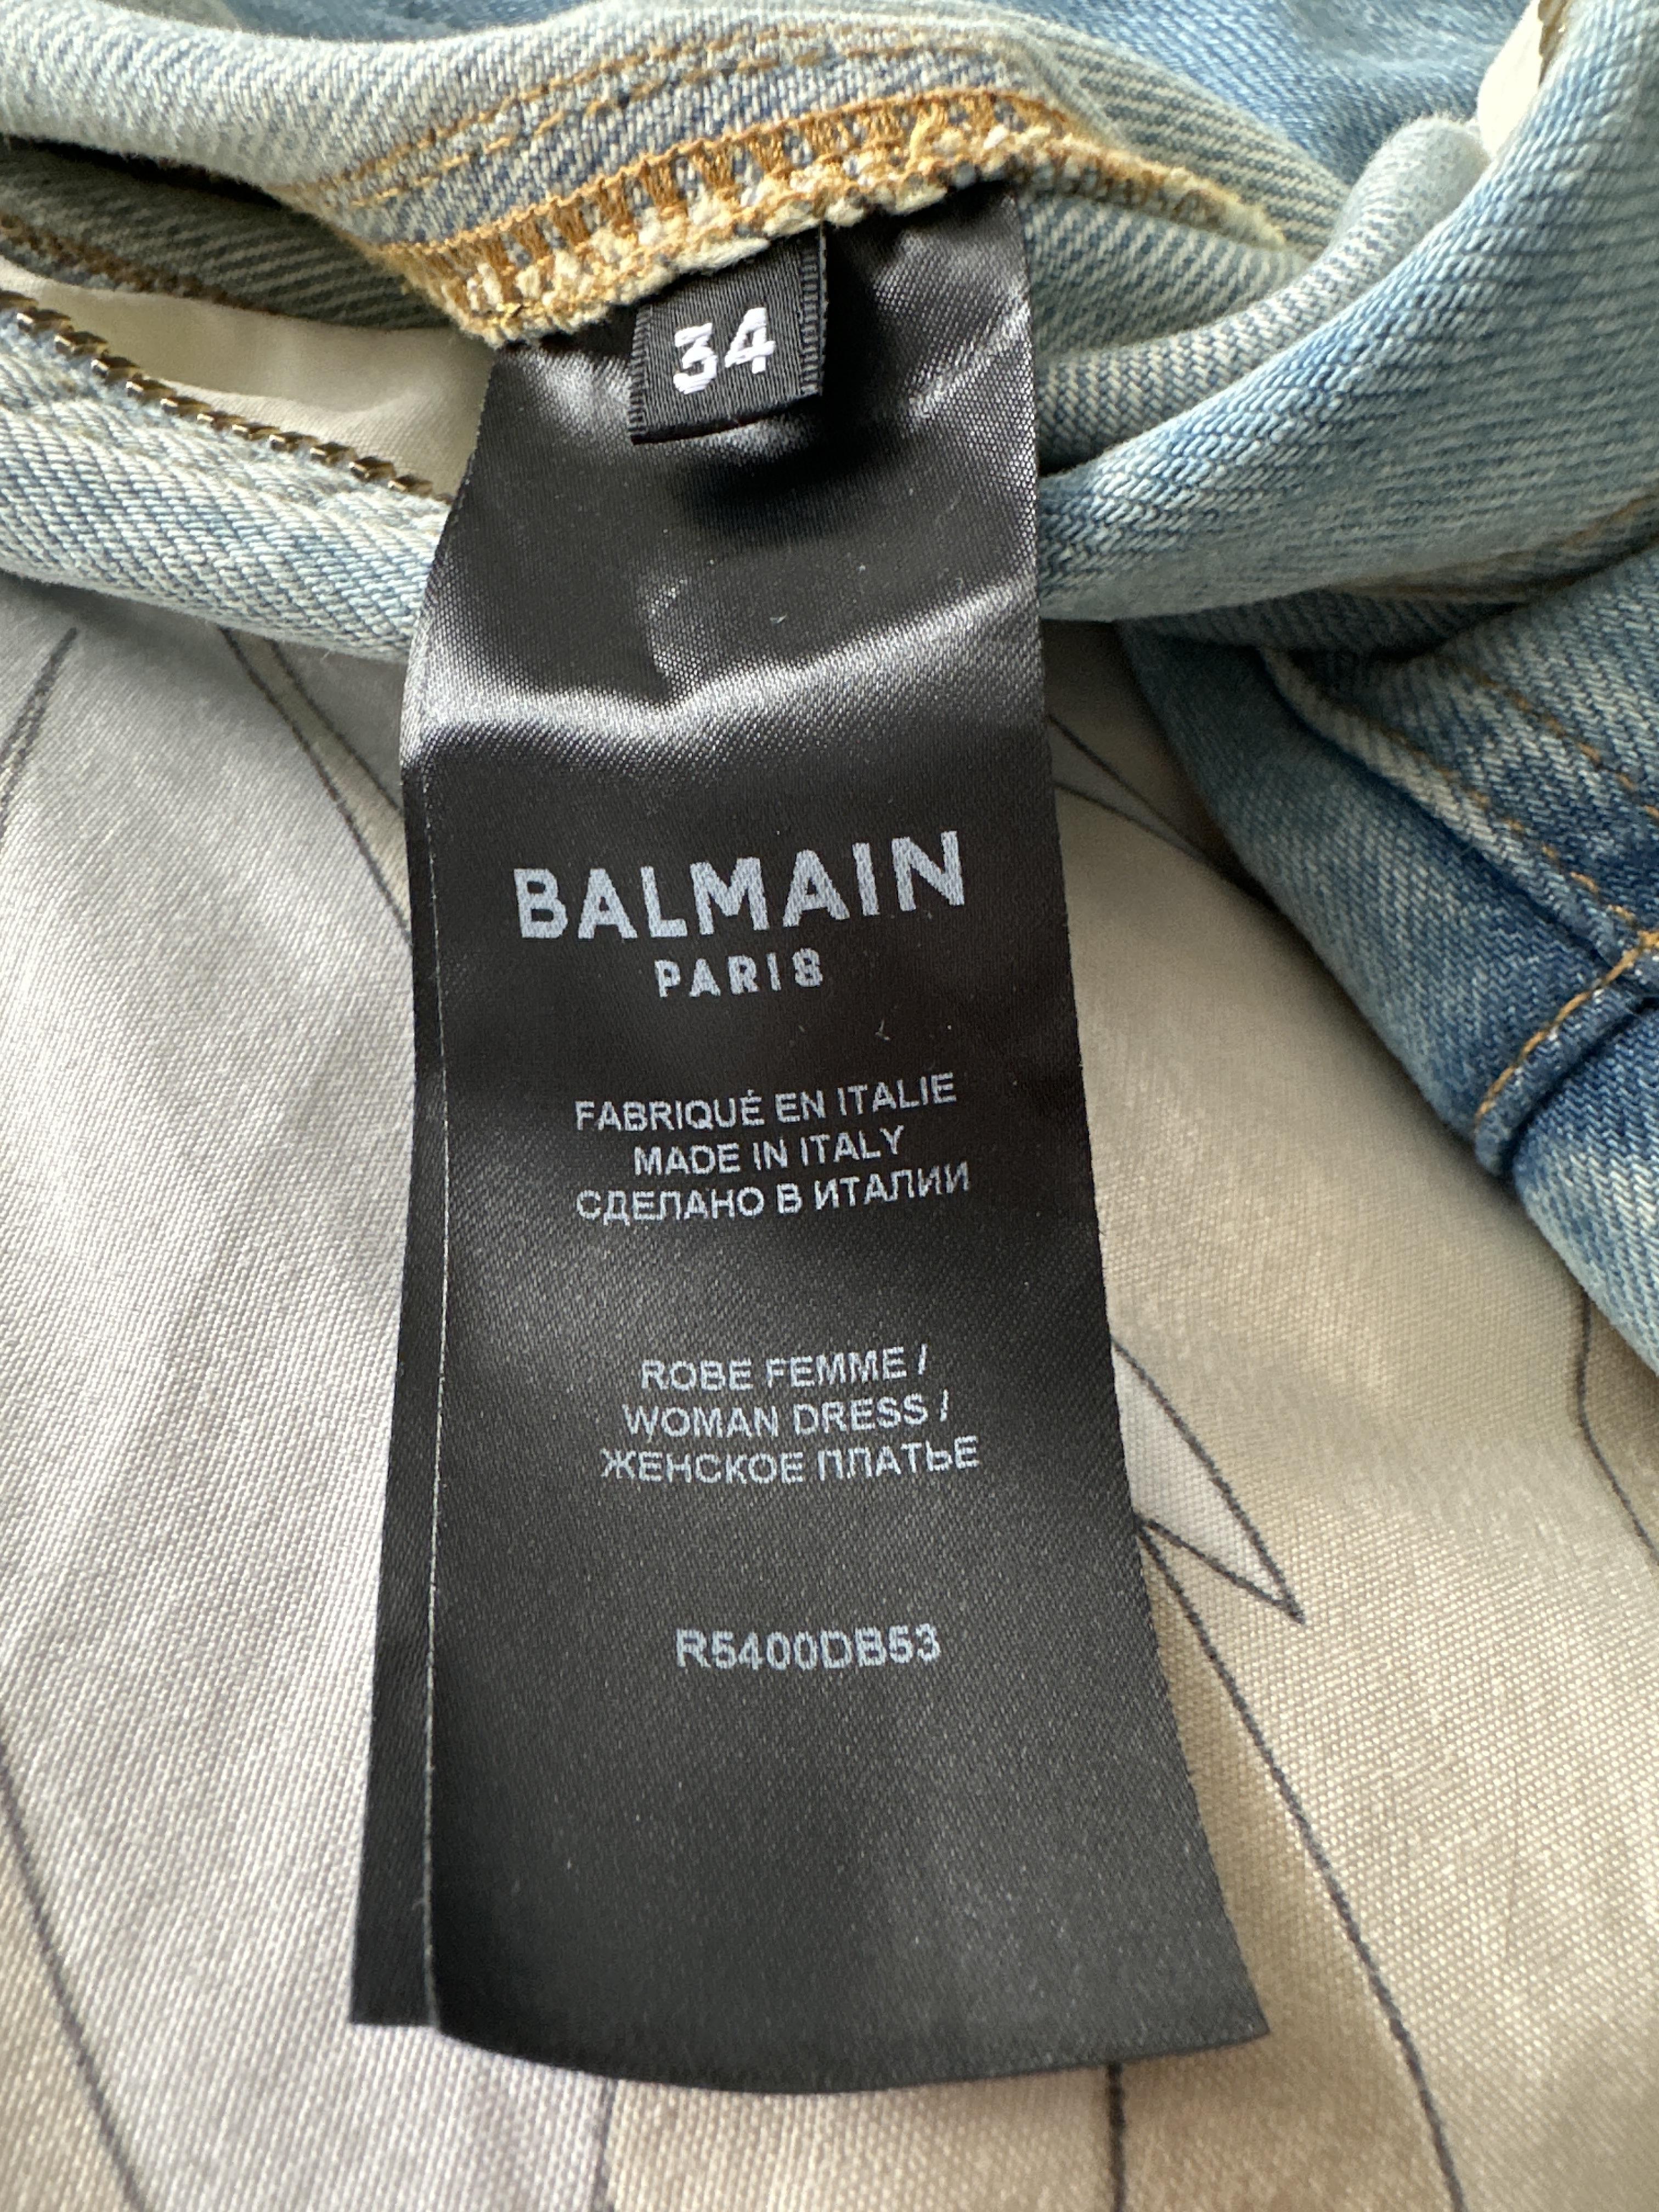 34
BALMAIN
PARIS
FABRIQUÉ EN ITALIE
MADE IN ITALY
СДЕЛАНО В ИТАЛИИ
ROBE FEMME /
WOMAN DRESS /
ЖЕНСКОЕ ПЛАТЬЕ
R5400DB53